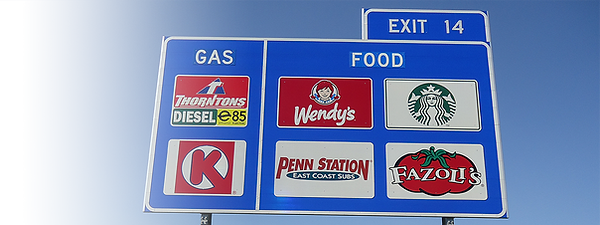 EXIT 14
GAS
FOOD
THORNTONS
DIESEL e85
K
Wendy's
PENN STATION
EAST COAST SUBS
FAZOLI'S